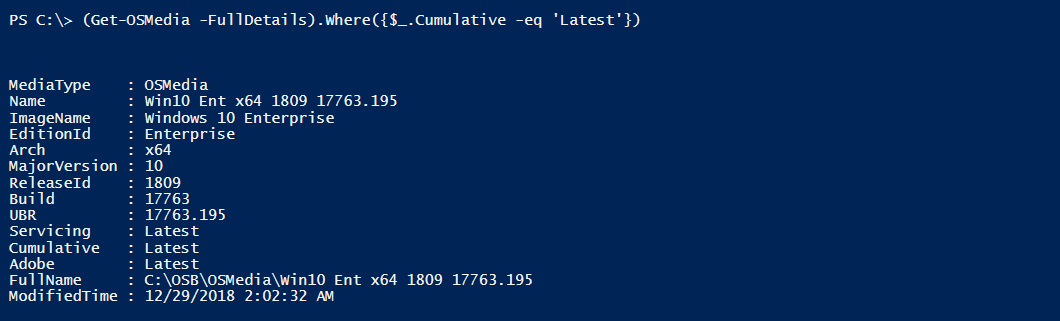 PS C:\> (Get-OSMedia -FullDetails).Where({$_.Cumulative -eq 'Latest'})
MediaType    : OSMedia
Name         : Win10 Ent x64 1809 17763.195
ImageName    : Windows 10 Enterprise
EditionId    : Enterprise
Arch         : x64
MajorVersion : 10
ReleaseId    : 1809
Build        : 17763
UBR          : 17763.195
Servicing    : Latest
Cumulative   : Latest
Adobe        : Latest
FullName     : C:\OSB\OSMedia\Win10 Ent x64 1809 17763.195
ModifiedTime : 12/29/2018 2:02:32 AM